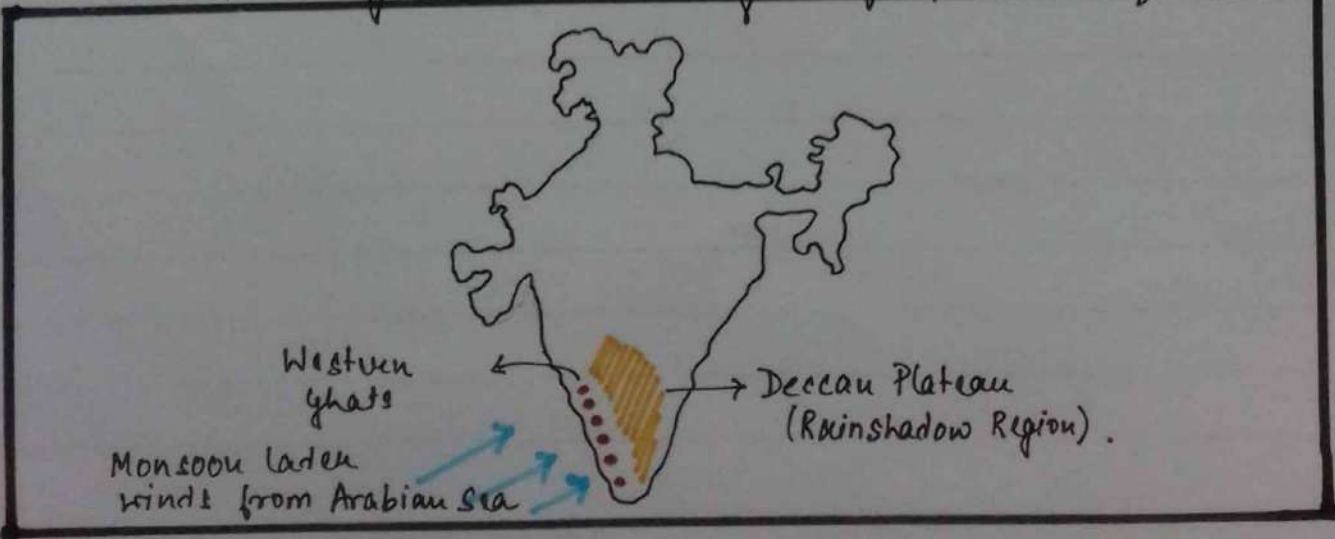 Western
Ghats
Monsoon laden
winds from Arabian Sea
Deccan Plateau
(Rainshadow Region).